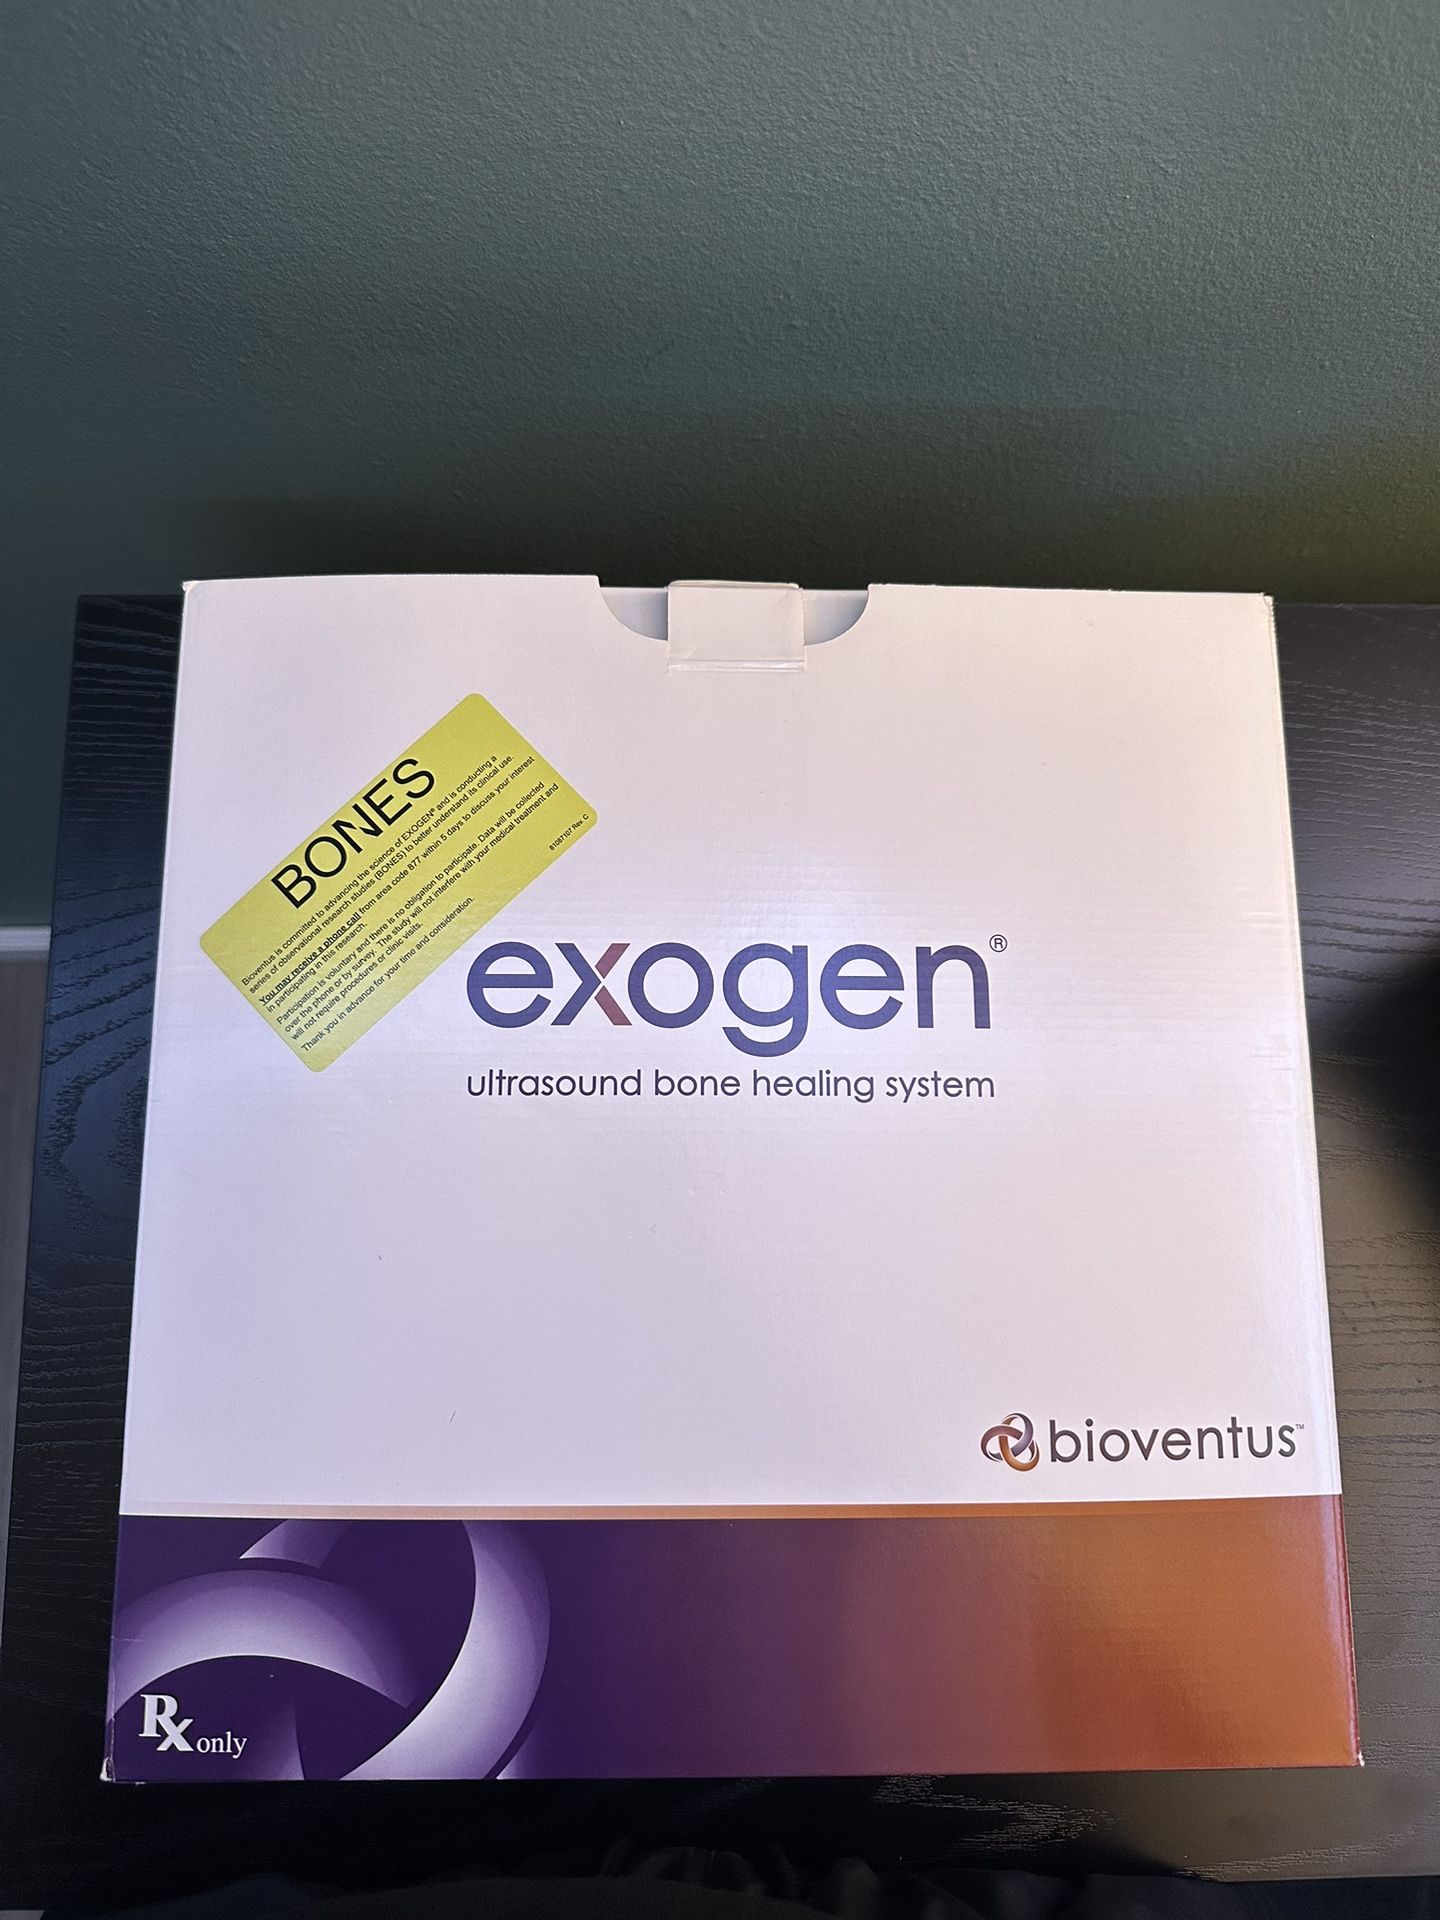 BONES
Bioventus is committed to advancing the science of EXOGEN® and is conducting a
series of observational research studies (BONES) to better understand its clinical use.
You may receive a phone call from area code 877 within 5 days to discuss your interest
in participating in this research.
Participation is voluntary and there is no obligation to participate. Data will be collected
over the phone or by survey. The study will not interfere with your medical treatment and
will not require procedures or clinic visits.
Thank you in advance for your time and consideration.
81087107 Rev. C
exogen®
ultrasound bone healing system
bioventus™
Rx only